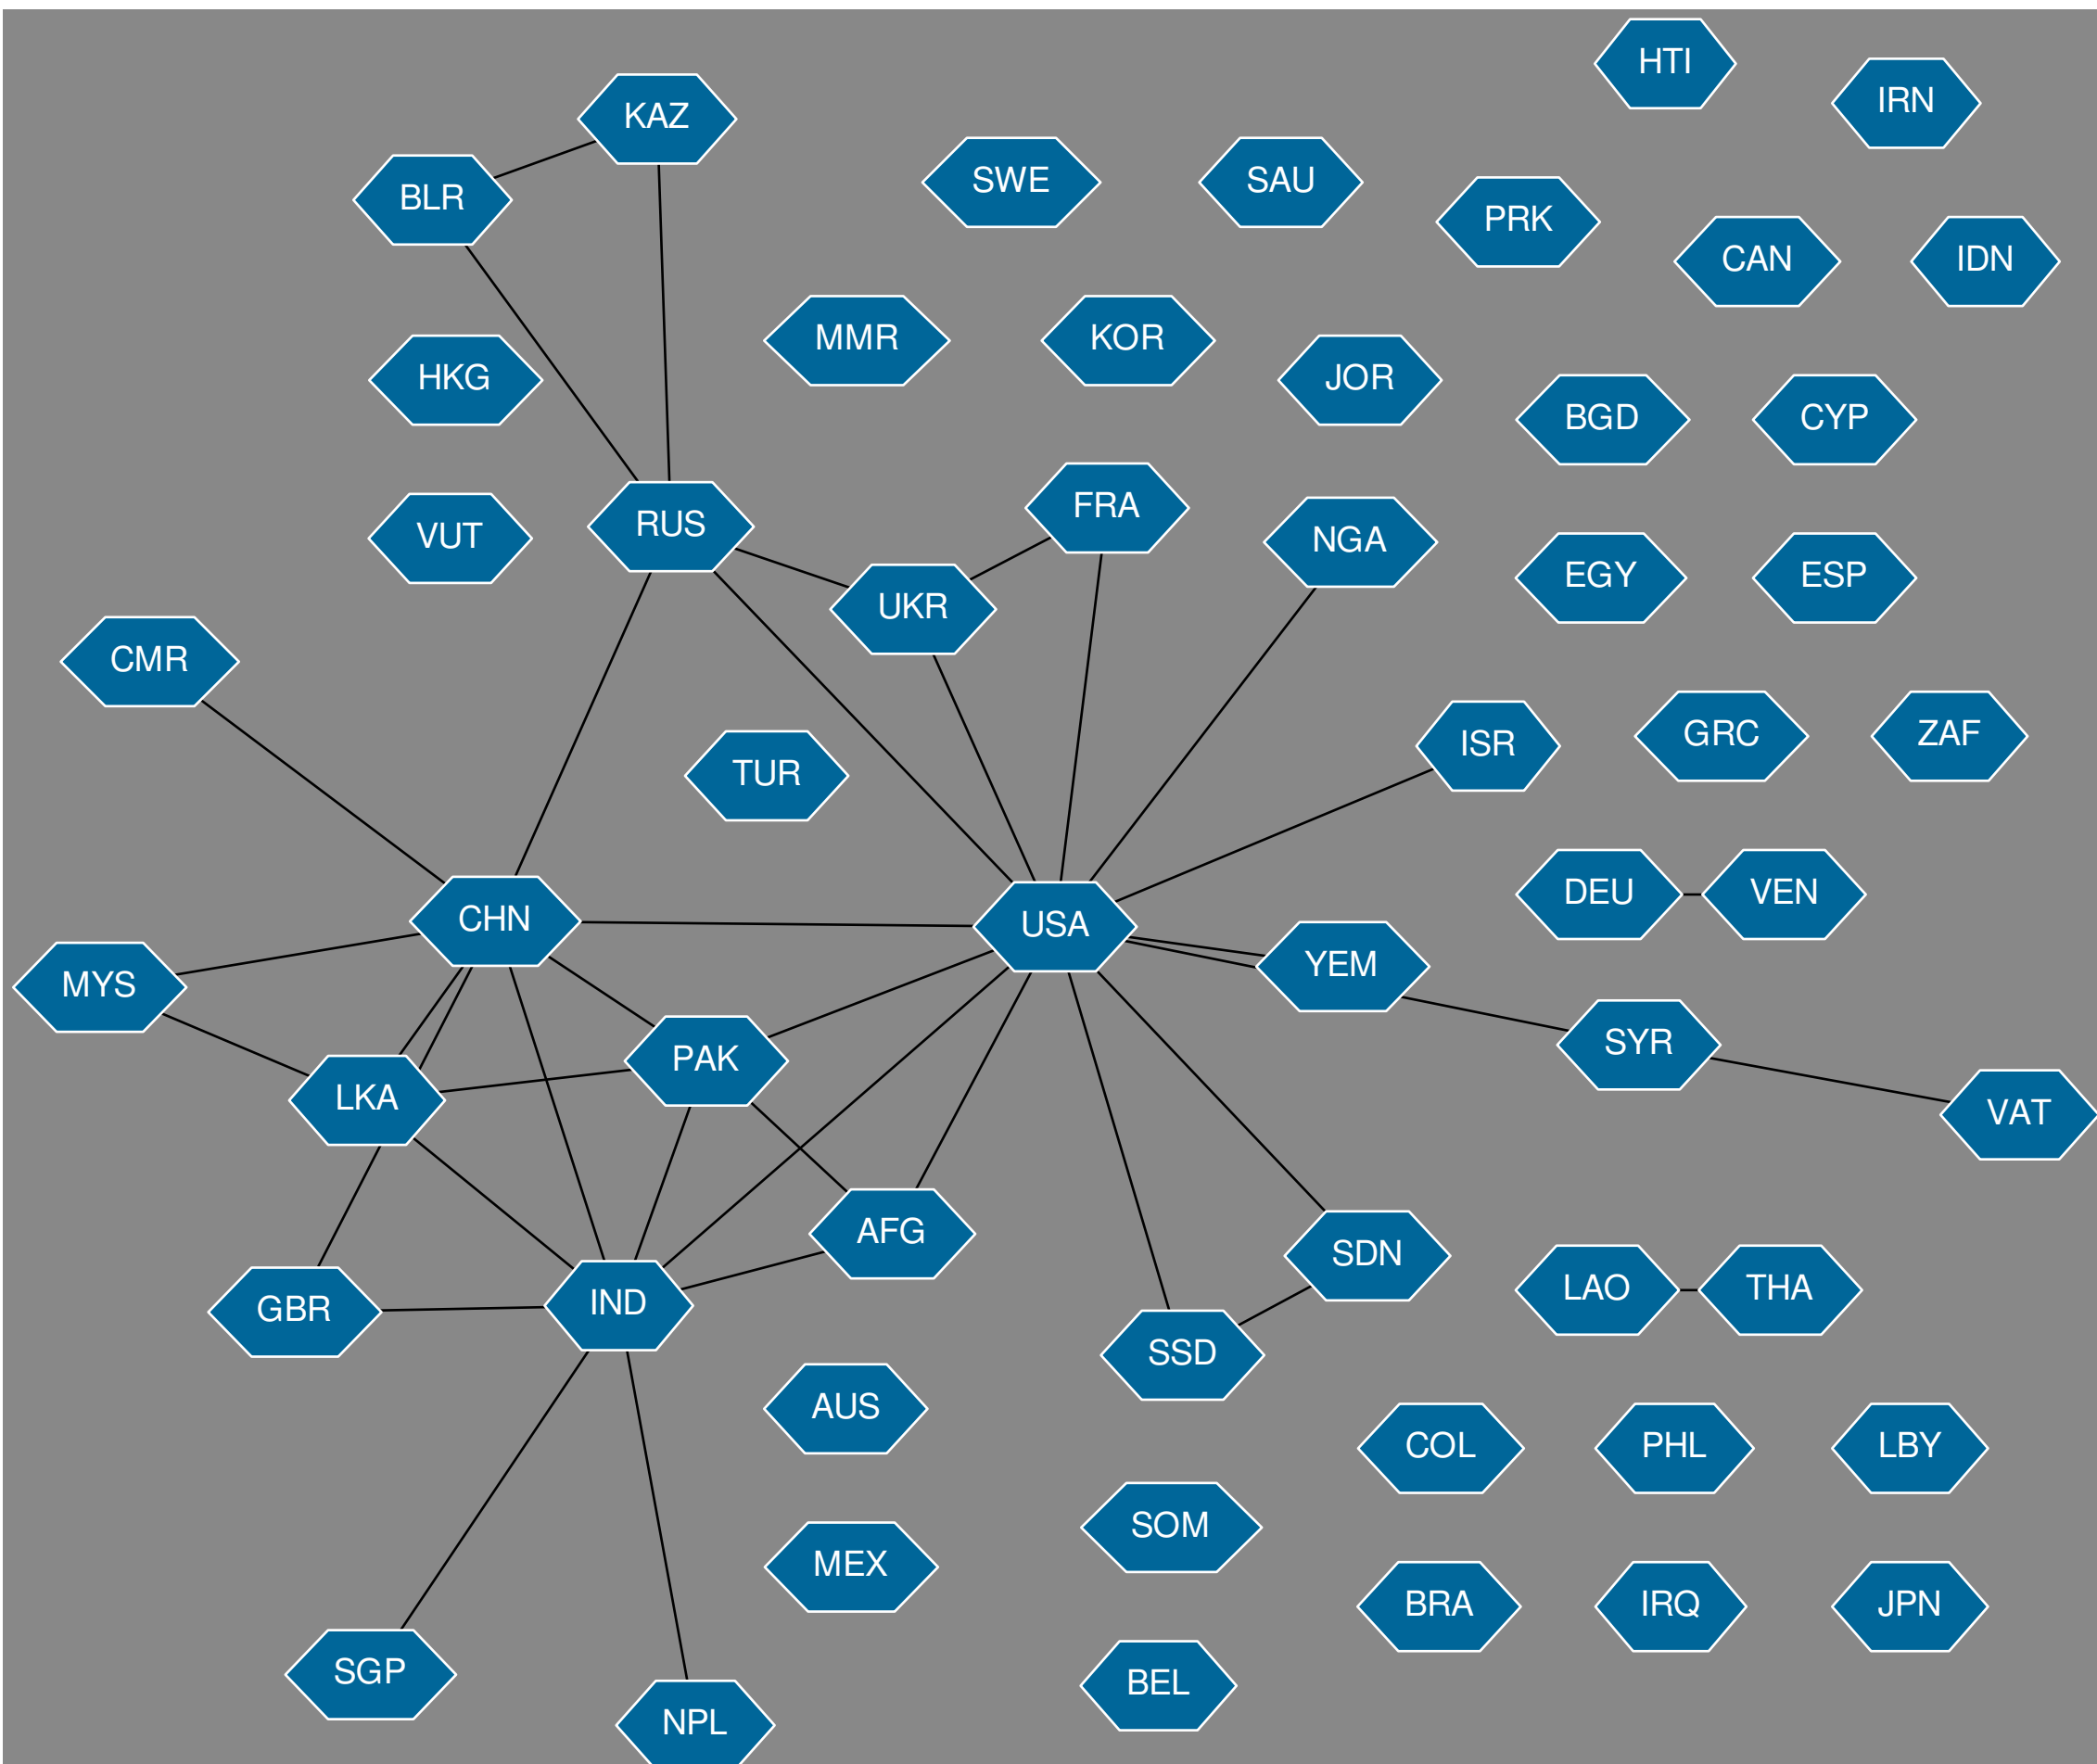 HTI
IRN
KAZ
SWE
SAU
BLR
PRK
CAN
IDN
MMR
KOR
HKG
JOR
BGD
CYP
FRA
RUS
VUT
NGA
EGY
ESP
UKR
CMR
GRC
ZAF
ISR
TUR
DEU
VEN
CHN
USA
YEM
MYS
SYR
PAK
LKA
VAT
AFG
SDN
LAO
THA
IND
GBR
SSD
AUS
COL
PHL
LBY
SOM
MEX
BRA
IRQ
JPN
SGP
BEL
NPL